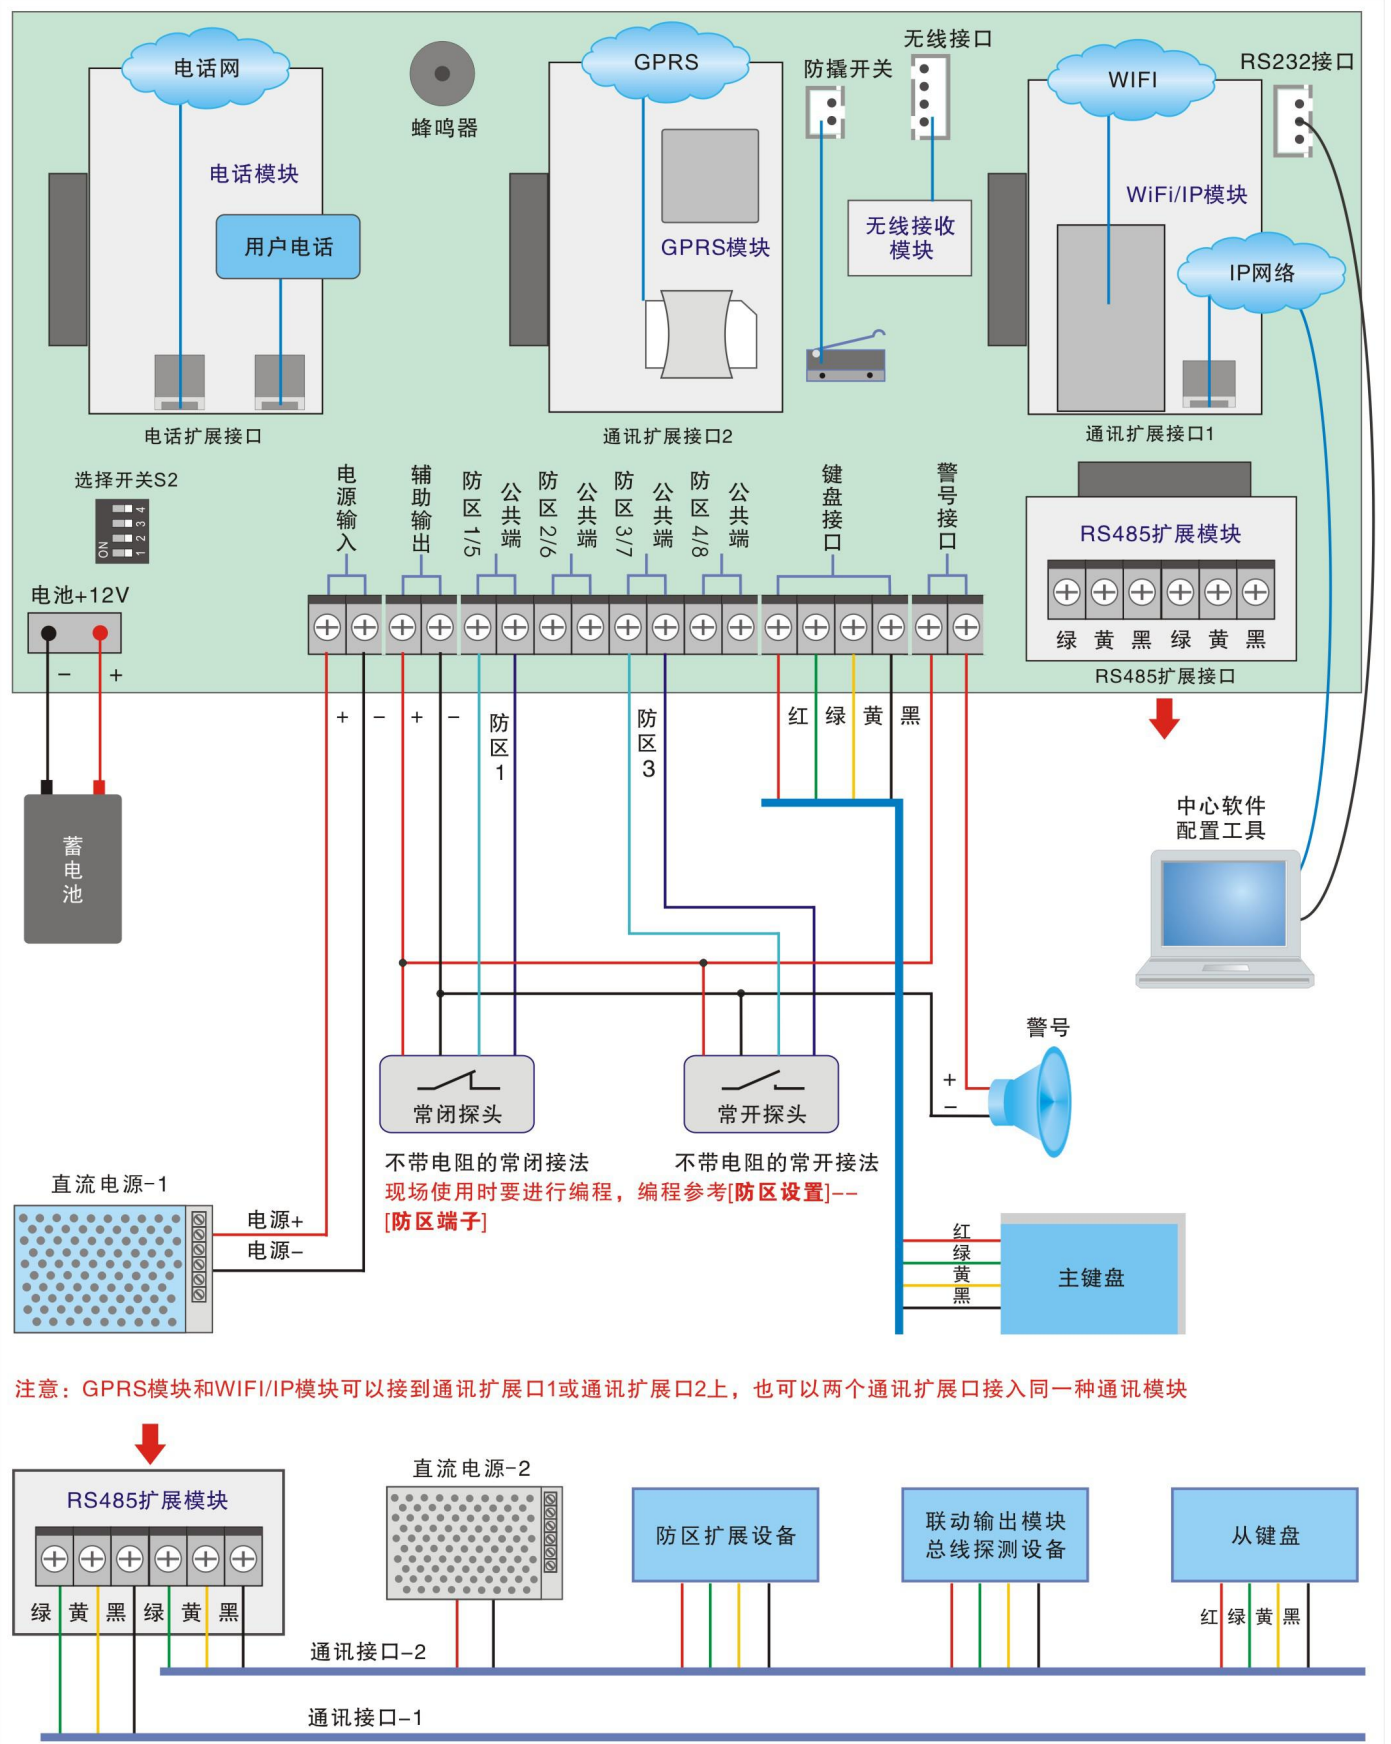 电话网
GPRS
WIFI
无线接口
防撬开关
RS232接口
蜂鸣器
电话模块
用户电话
GPRS模块
无线接收
模块
WiFi/IP模块
IP网络
电话扩展接口
通讯扩展接口2
通讯扩展接口1
选择开关S2
ON
1 2 3 4
电源输入
辅助输出
防区 1/5
公共端
防区 2/6
公共端
防区 3/7
公共端
防区 4/8
公共端
键盘接口
警号接口
RS485扩展模块
绿 黄 黑 绿 黄 黑
RS485扩展接口
电池+12V
− +
蓄电池
+ − + −
防区1
防区3
红 绿 黄 黑
中心软件
配置工具
警号
+
−
常闭探头
常开探头
不带电阻的常闭接法
不带电阻的常开接法
现场使用时要进行编程，编程参考[防区设置]--
[防区端子]
直流电源-1
电源+
电源-
红
绿
黄
黑
主键盘
注意：GPRS模块和WIFI/IP模块可以接到通讯扩展口1或通讯扩展口2上，也可以两个通讯扩展口接入同一种通讯模块
RS485扩展模块
绿 黄 黑 绿 黄 黑
直流电源-2
防区扩展设备
联动输出模块
总线探测设备
从键盘
红 绿 黄 黑
通讯接口-2
通讯接口-1